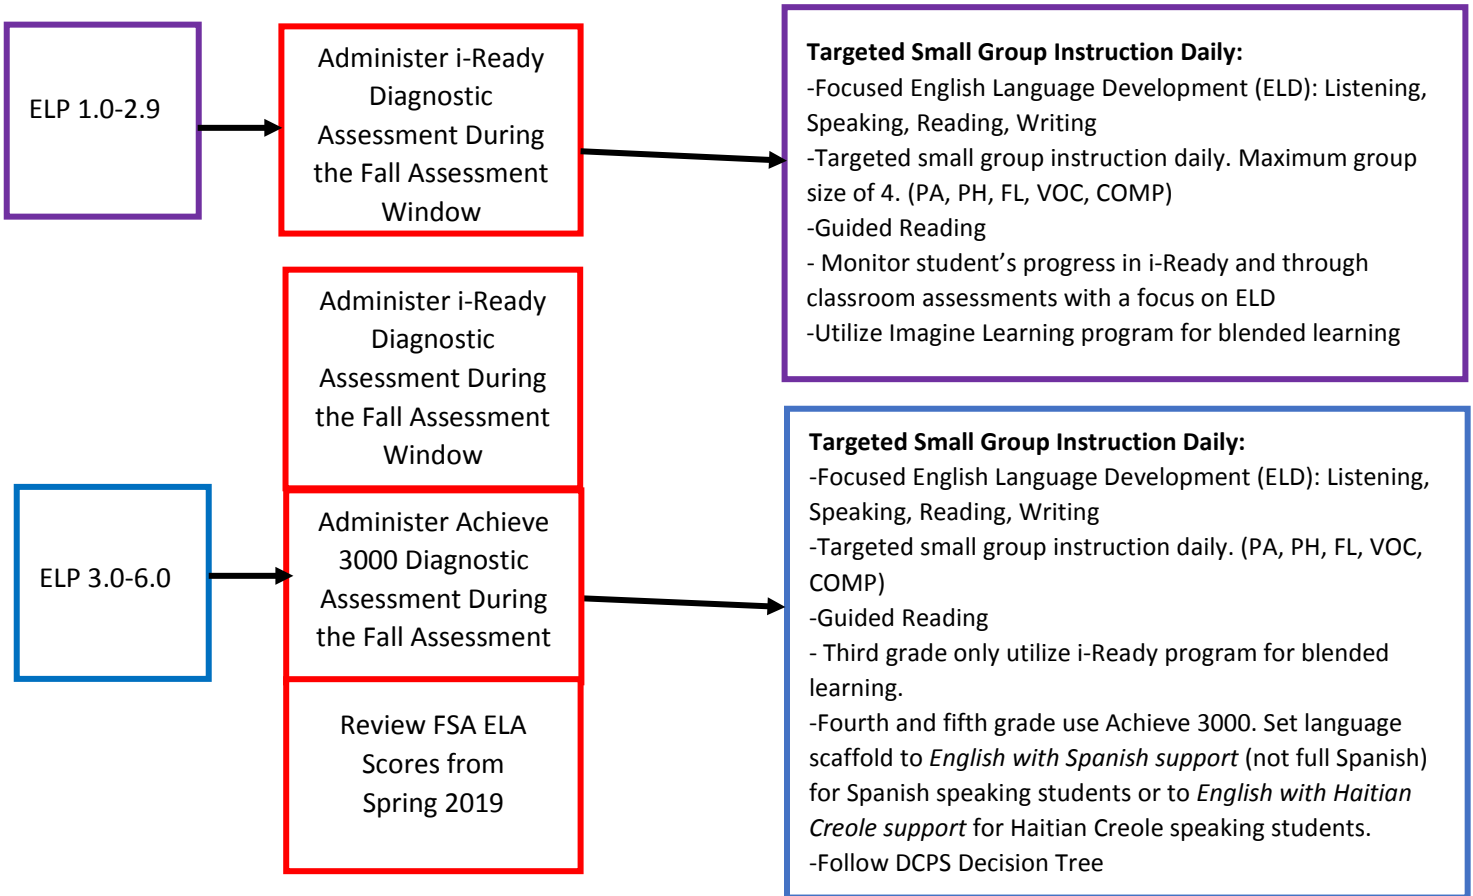 ELP 1.0-2.9
Administer i-Ready
Diagnostic
Assessment During
the Fall Assessment
Window
Targeted Small Group Instruction Daily:
-Focused English Language Development (ELD): Listening,
Speaking, Reading, Writing
-Targeted small group instruction daily. Maximum group
size of 4. (PA, PH, FL, VOC, COMP)
-Guided Reading
- Monitor student's progress in i-Ready and through
classroom assessments with a focus on ELD
-Utilize Imagine Learning program for blended learning
ELP 3.0-6.0
Administer i-Ready
Diagnostic
Assessment During
the Fall Assessment
Window
Administer Achieve
3000 Diagnostic
Assessment During
the Fall Assessment
Review FSA ELA
Scores from
Spring 2019
Targeted Small Group Instruction Daily:
-Focused English Language Development (ELD): Listening,
Speaking, Reading, Writing
-Targeted small group instruction daily. (PA, PH, FL, VOC,
COMP)
-Guided Reading
- Third grade only utilize i-Ready program for blended
learning.
-Fourth and fifth grade use Achieve 3000. Set language
scaffold to English with Spanish support (not full Spanish)
for Spanish speaking students or to English with Haitian
Creole support for Haitian Creole speaking students.
-Follow DCPS Decision Tree